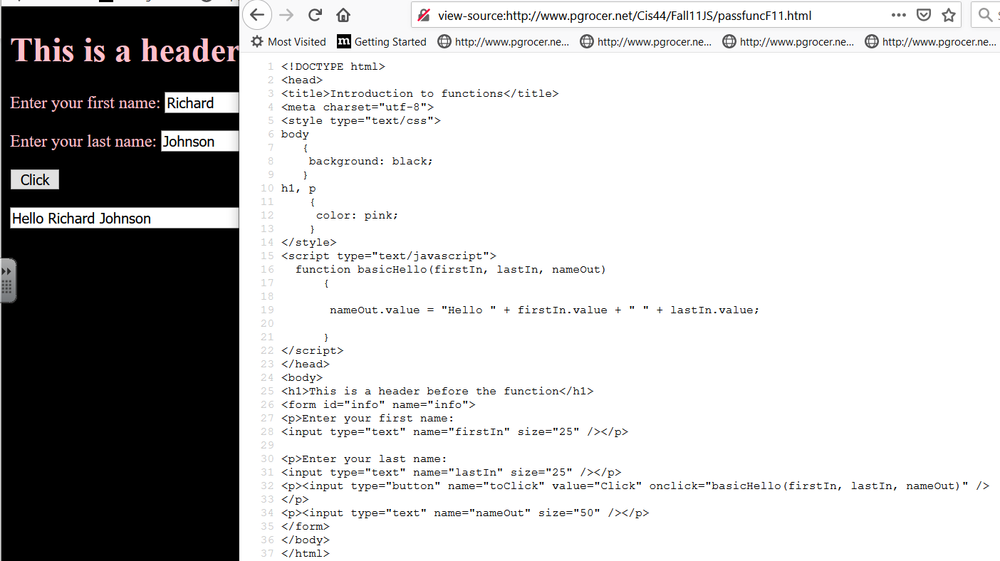 This is a header
Enter your first name: Richard
Enter your last name: Johnson
Click
Hello Richard Johnson
view-source:http://www.pgrocer.net/Cis44/Fall11JS/passfuncF11.html
Most Visited m Getting Started http://www.pgrocer.ne... http://www.pgrocer.ne... http://www.pgrocer.ne... http://www.pgrocer.ne...
1 <!DOCTYPE html>
2 <head>
3 <title>Introduction to functions</title>
4 <meta charset="utf-8">
5 <style type="text/css">
6 body
7 {
8 background: black;
9 }
10 h1, p
11 {
12 color: pink;
13 }
14 </style>
15 <script type="text/javascript">
16 function basicHello(firstIn, lastIn, nameOut)
17 {
18
19 nameOut.value = "Hello " + firstIn.value + " " + lastIn.value;
20
21 }
22 </script>
23 </head>
24 <body>
25 <h1>This is a header before the function</h1>
26 <form id="info" name="info">
27 <p>Enter your first name:
28 <input type="text" name="firstIn" size="25" /></p>
29
30 <p>Enter your last name:
31 <input type="text" name="lastIn" size="25" /></p>
32 <p><input type="button" name="toClick" value="Click" onclick="basicHello(firstIn, lastIn, nameOut)" />
33 </p>
34 <p><input type="text" name="nameOut" size="50" /></p>
35 </form>
36 </body>
37 </html>